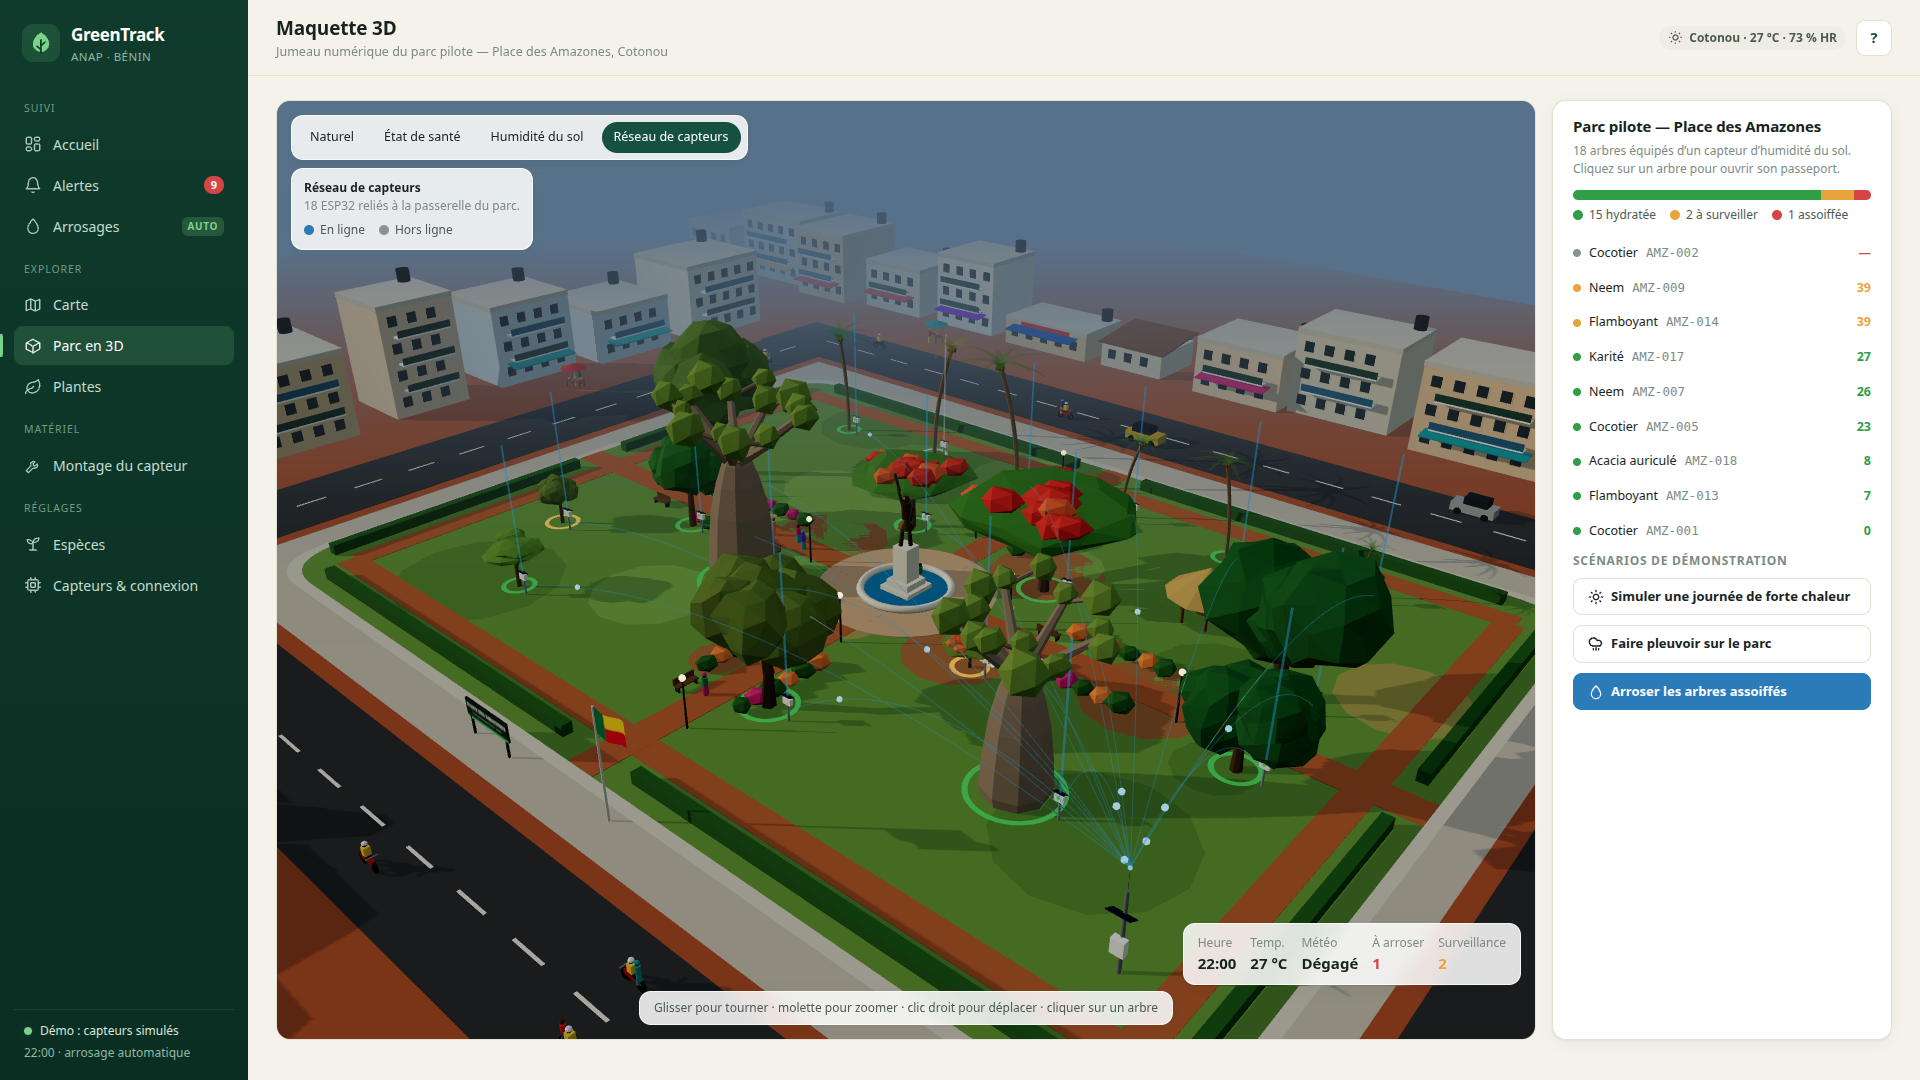 GreenTrack
ANAP · BÉNIN
SUIVI
Accueil
Alertes
9
Arrosages
AUTO
EXPLORER
Carte
Parc en 3D
Plantes
MATÉRIEL
Montage du capteur
RÉGLAGES
Espèces
Capteurs & connexion
Démo : capteurs simulés
22:00 · arrosage automatique
Maquette 3D
Jumeau numérique du parc pilote — Place des Amazones, Cotonou
Cotonou · 27 °C · 73 % HR
?
Naturel
État de santé
Humidité du sol
Réseau de capteurs
Réseau de capteurs
18 ESP32 reliés à la passerelle du parc.
En ligne
Hors ligne
Heure
Temp.
Météo
À arroser
Surveillance
22:00
27 °C
Dégagé
1
2
Glisser pour tourner · molette pour zoomer · clic droit pour déplacer · cliquer sur un arbre
Parc pilote — Place des Amazones
18 arbres équipés d’un capteur d’humidité du sol.
Cliquez sur un arbre pour ouvrir son passeport.
15 hydratée
2 à surveiller
1 assoiffée
Cocotier AMZ-002 —
Neem AMZ-009 39
Flamboyant AMZ-014 39
Karité AMZ-017 27
Neem AMZ-007 26
Cocotier AMZ-005 23
Acacia auriculé AMZ-018 8
Flamboyant AMZ-013 7
Cocotier AMZ-001 0
SCÉNARIOS DE DÉMONSTRATION
Simuler une journée de forte chaleur
Faire pleuvoir sur le parc
Arroser les arbres assoiffés